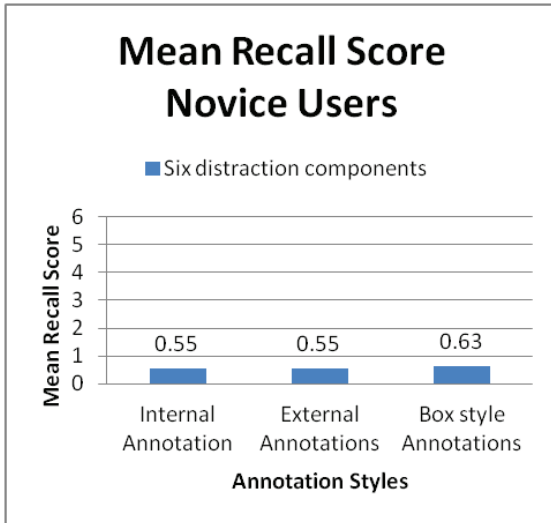 Mean Recall Score
Novice Users
Six distraction components
Mean Recall Score
6
5
4
3
2
1
0
0.55
0.55
0.63
Internal Annotation
External Annotations
Box style Annotations
Annotation Styles